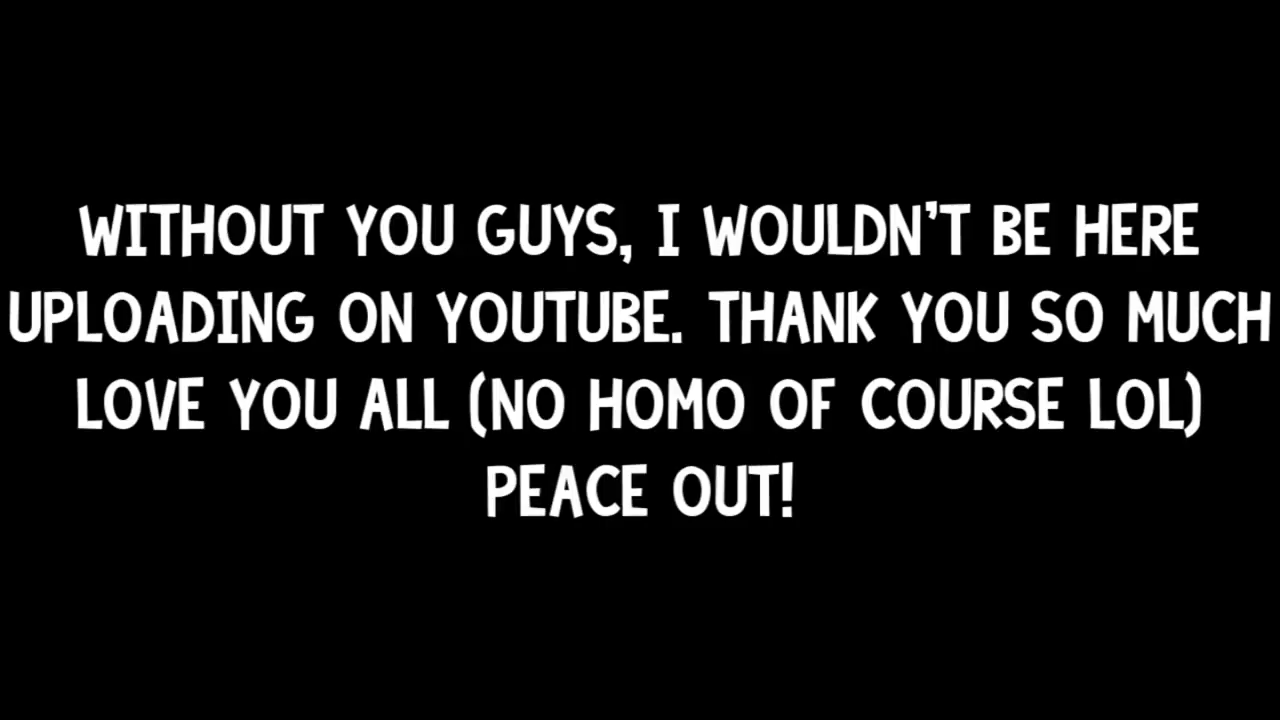 WITHOUT YOU GUYS, I WOULDN'T BE HERE
UPLOADING ON YOUTUBE. THANK YOU SO MUCH
LOVE YOU ALL (NO HOMO OF COURSE LOL)
PEACE OUT!